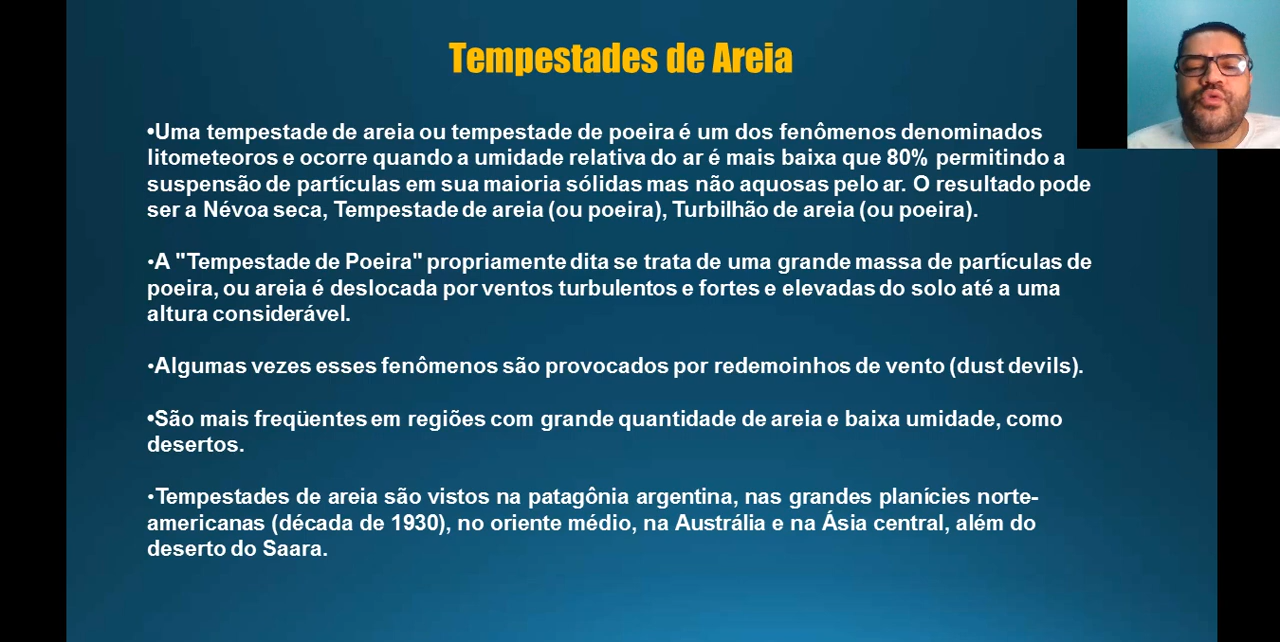 Tempestades de Areia
•Uma tempestade de areia ou tempestade de poeira é um dos fenômenos denominados
litometeoros e ocorre quando a umidade relativa do ar é mais baixa que 80% permitindo a
suspensão de partículas em sua maioria sólidas mas não aquosas pelo ar. O resultado pode
ser a Névoa seca, Tempestade de areia (ou poeira), Turbilhão de areia (ou poeira).
•A "Tempestade de Poeira" propriamente dita se trata de uma grande massa de partículas de
poeira, ou areia é deslocada por ventos turbulentos e fortes e elevadas do solo até a uma
altura considerável.
•Algumas vezes esses fenômenos são provocados por redemoinhos de vento (dust devils).
•São mais freqüentes em regiões com grande quantidade de areia e baixa umidade, como
desertos.
•Tempestades de areia são vistos na patagônia argentina, nas grandes planícies norte-
americanas (década de 1930), no oriente médio, na Austrália e na Ásia central, além do
deserto do Saara.